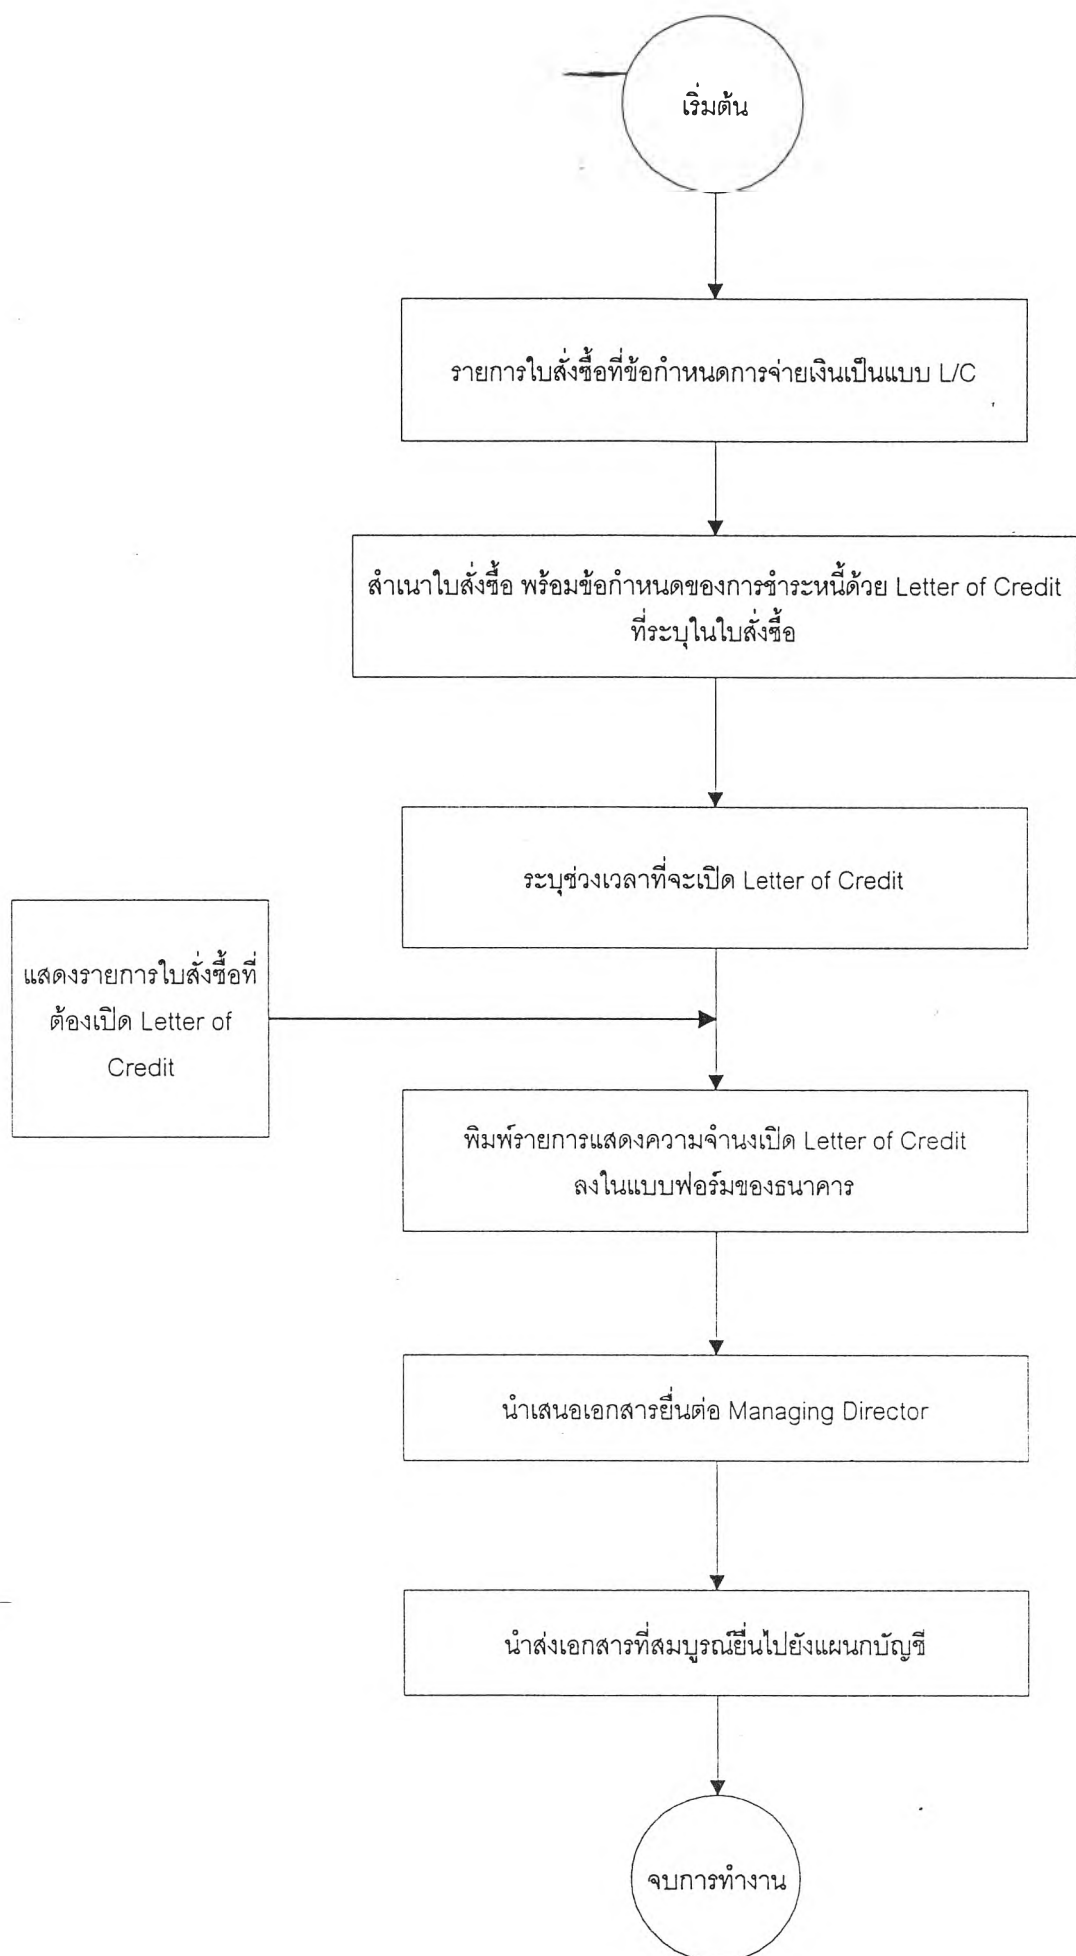 เริ่มต้น
รายการใบสั่งซื้อที่ข้อกำหนดการจ่ายเงินเป็นแบบ L/C
สำเนาใบสั่งซื้อ พร้อมข้อกำหนดของการชำระหนี้ด้วย Letter of Credit
ที่ระบุในใบสั่งซื้อ
ระบุช่วงเวลาที่จะเปิด Letter of Credit
แสดงรายการใบสั่งซื้อที่
ต้องเปิด Letter of
Credit
พิมพ์รายการแสดงความจำนงเปิด Letter of Credit
ลงในแบบฟอร์มของธนาคาร
นำเสนอเอกสารยื่นต่อ Managing Director
นำส่งเอกสารที่สมบูรณ์ยื่นไปยังแผนกบัญชี
จบการทำงาน